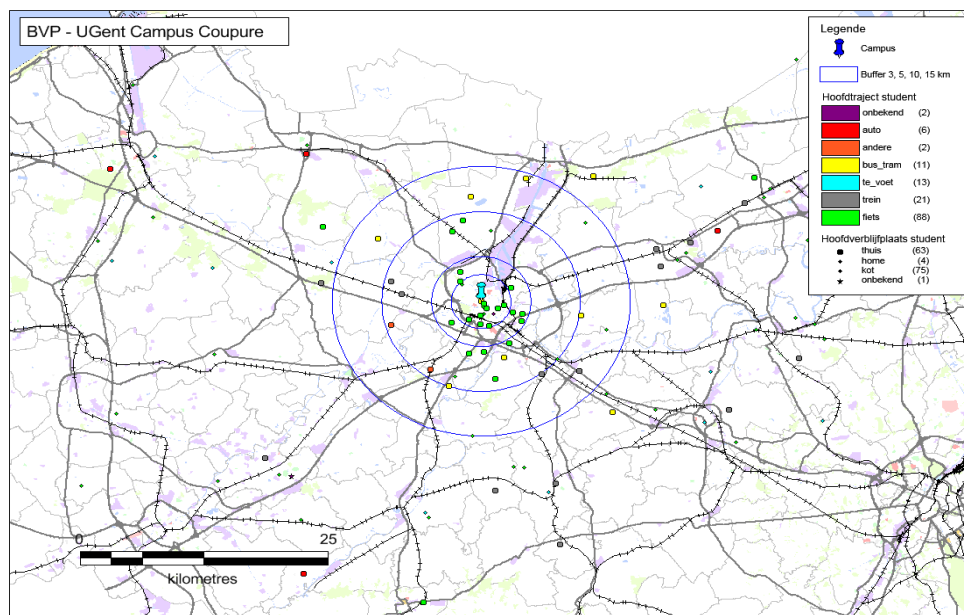 BVP - UGent Campus Coupure
Legende
Campus
Buffer 3, 5, 10, 15 km
Hoofdtraject student
onbekend (2)
auto (6)
andere (2)
bus_tram (11)
te_voet (13)
trein (21)
fiets (88)
Hoofdverblijfplaats student
thuis (63)
home (4)
kot (75)
onbekend (1)
0 25
kilometres